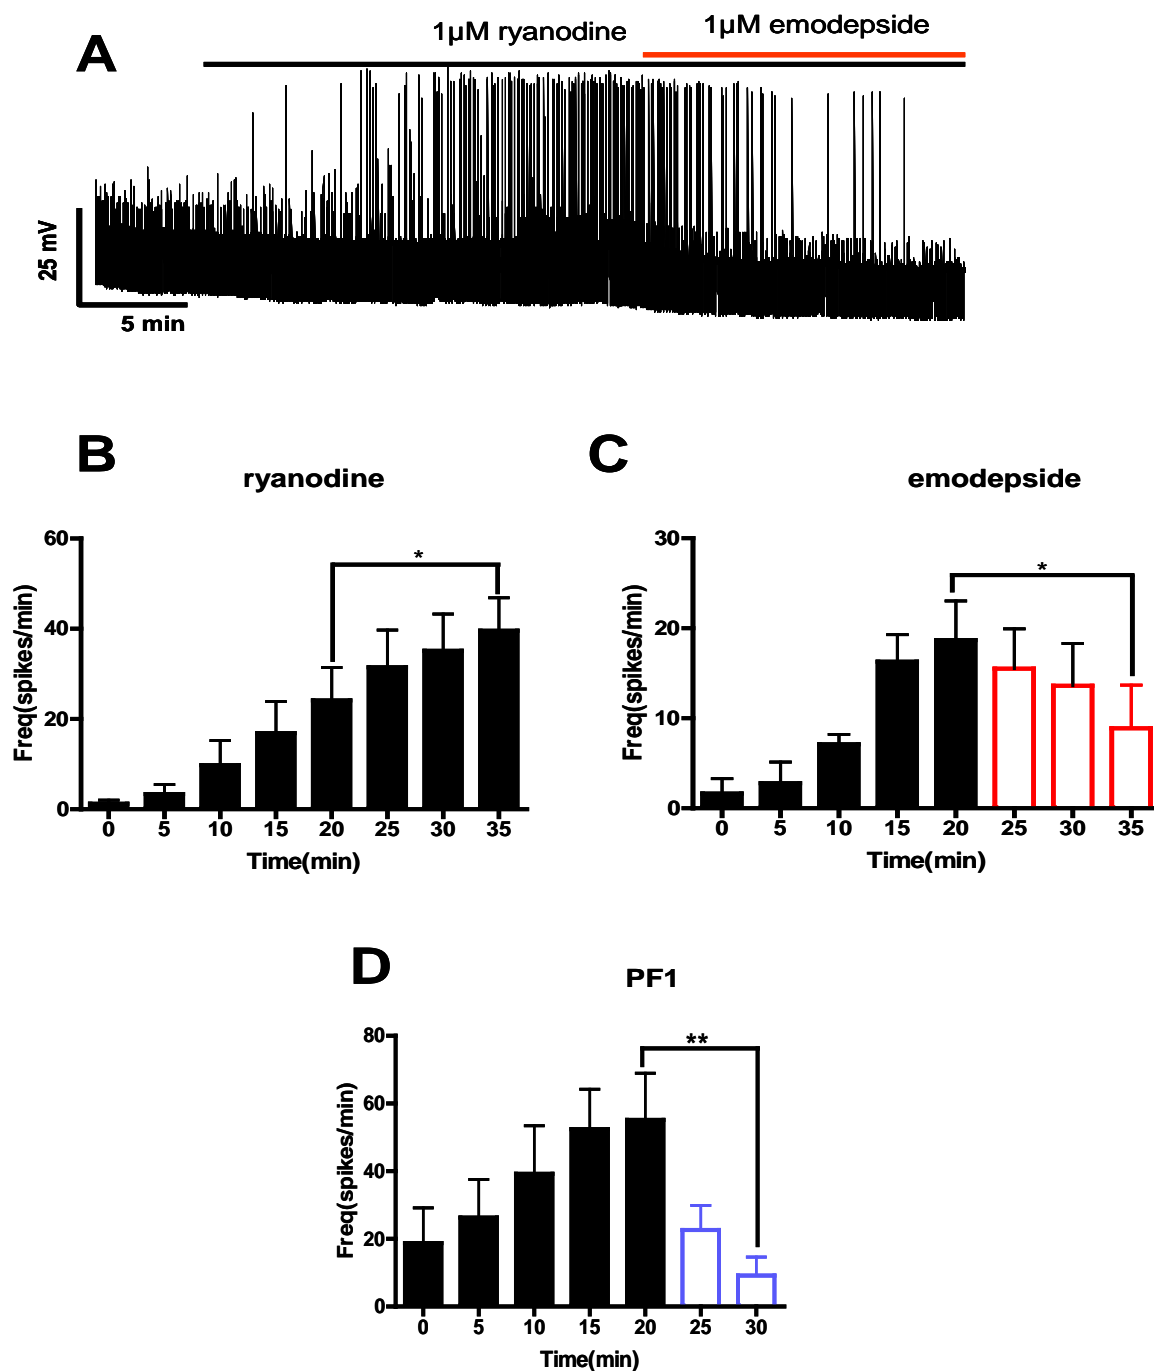 A
1µM ryanodine
1µM emodepside
25 mV
5 min
B
ryanodine
Freq(spikes/min)
60
40
20
0
*
0 5 10 15 20 25 30 35
Time(min)
C
emodepside
Freq(spikes/min)
30
20
10
0
*
0 5 10 15 20 25 30 35
Time(min)
D
PF1
Freq(spikes/min)
80
60
40
20
0
**
0 5 10 15 20 25 30
Time(min)